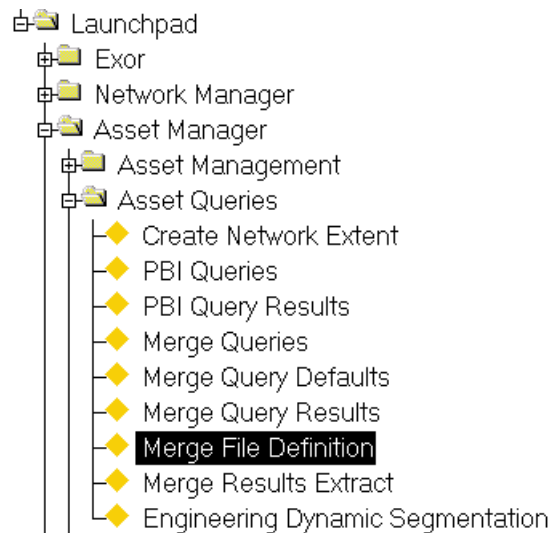 Launchpad
Exor
Network Manager
Asset Manager
Asset Management
Asset Queries
Create Network Extent
PBI Queries
PBI Query Results
Merge Queries
Merge Query Defaults
Merge Query Results
Merge File Definition
Merge Results Extract
Engineering Dynamic Segmentation